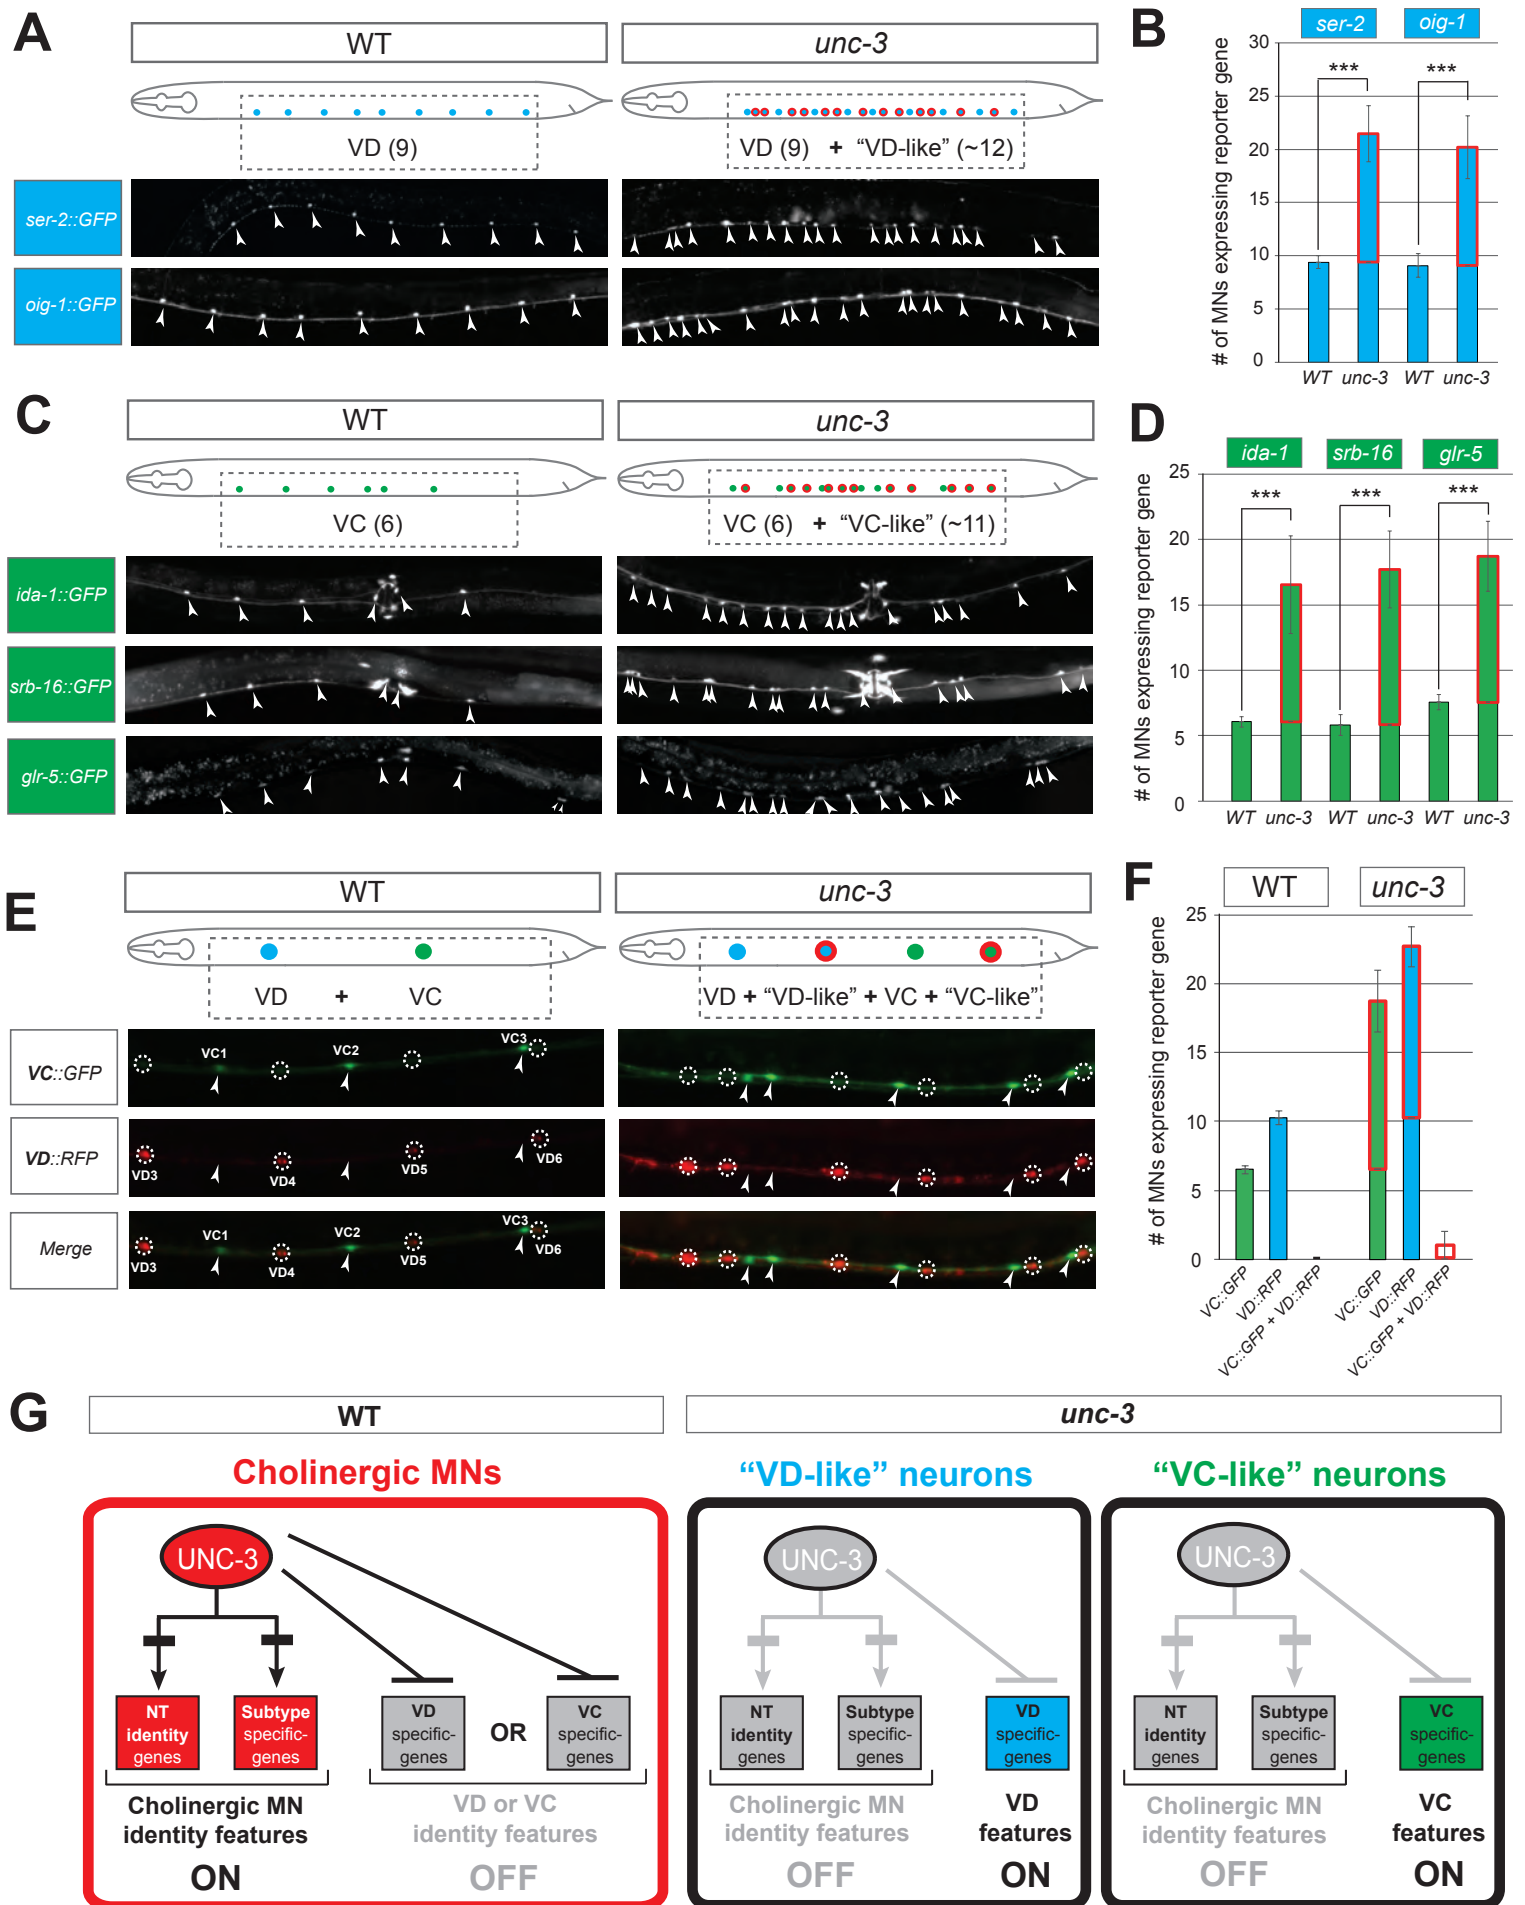 A
WT
unc-3
VD (9)
VD (9) + “VD-like” (~12)
ser-2::GFP
oig-1::GFP
B
ser-2
oig-1
# of MNs expressing reporter gene
30
25
20
15
10
5
0
***
***
WT unc-3 WT unc-3
C
WT
unc-3
VC (6)
VC (6) + “VC-like” (~11)
ida-1::GFP
srb-16::GFP
glr-5::GFP
D
ida-1
srb-16
glr-5
# of MNs expressing reporter gene
25
20
15
10
5
0
***
***
***
WT unc-3 WT unc-3 WT unc-3
E
WT
unc-3
VD + VC
VD + “VD-like” + VC + “VC-like”
VC::GFP
VC1
VC2
VC3
VD::RFP
VD3
VD4
VD5
VD6
Merge
VC1
VC2
VC3
VD3
VD4
VD5
VD6
F
WT
unc-3
# of MNs expressing reporter gene
25
20
15
10
5
0
VC::GFP
VD::RFP
VC::GFP + VD::RFP
VC::GFP
VD::RFP
VC::GFP + VD::RFP
G
WT
unc-3
Cholinergic MNs
“VD-like” neurons
“VC-like” neurons
UNC-3
NT
identity
genes
Subtype
specific-
genes
VD
specific-
genes
OR
VC
specific-
genes
Cholinergic MN
identity features
ON
VD or VC
identity features
OFF
UNC-3
NT
identity
genes
Subtype
specific-
genes
VD
specific-
genes
Cholinergic MN
identity features
OFF
VD
features
ON
UNC-3
NT
identity
genes
Subtype
specific-
genes
VC
specific-
genes
Cholinergic MN
identity features
OFF
VC
features
ON